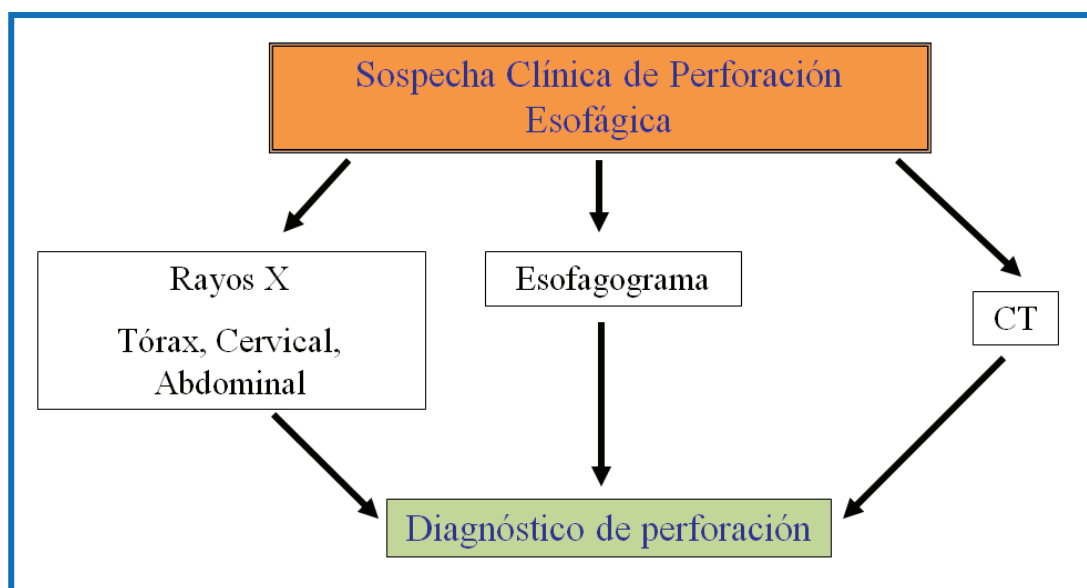 Sospecha Clínica de Perforación
Esofágica
Rayos X
Tórax, Cervical,
Abdominal
Esofagograma
CT
Diagnóstico de perforación